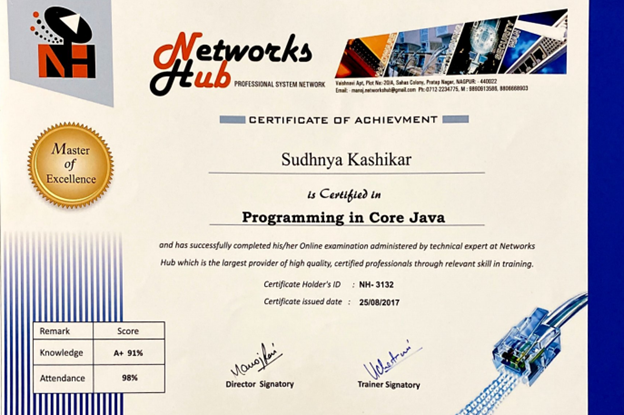 NH
Networks
Hub PROFESSIONAL SYSTEM NETWORK
SECURITY
Vaishnavi Apt, Plot No:-20/A, Sahas Colony, Pratap Nagar, NAGPUR - 440022
Email:- manoj.networkshub@gmail.com Ph:-0712-2234775, M :
CERTIFICATE OF ACHIEVMENT
Master
of
Excellence
Sudhnya Kashikar
is Certified in
Programming in Core Java
and has successfully completed his/her Online examination administered by technical expert at Networks
Hub which is the largest provider of high quality, certified professionals through relevant skill in training.
Certificate Holder's ID : NH- 3132
Certificate issued date : 25/08/2017
Remark Score
Knowledge A+ 91%
Attendance 98%
Director Signatory Trainer Signatory